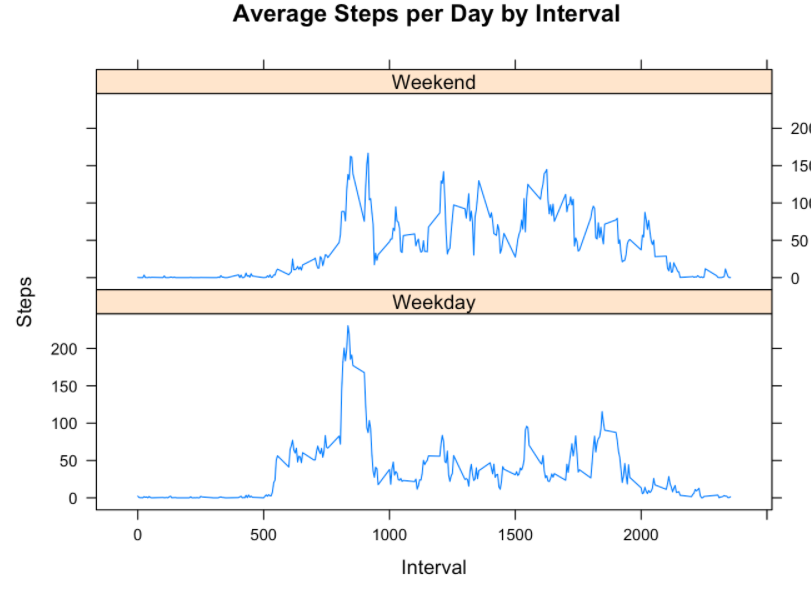 Average Steps per Day by Interval
Weekend
200
150
100
50
0
Weekday
Steps
200
150
100
50
0
0 500 1000 1500 2000
Interval